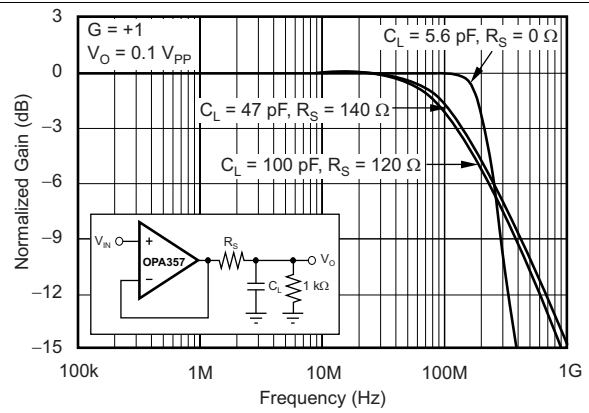 G = +1
V_O = 0.1 V_PP
C_L = 5.6 pF, R_S = 0 Ω
C_L = 47 pF, R_S = 140 Ω
C_L = 100 pF, R_S = 120 Ω
3
0
–3
–6
–9
–12
–15
Normalized Gain (dB)
V_IN
+
–
OPA357
R_S
V_O
C_L
1 kΩ
100k
1M
10M
100M
1G
Frequency (Hz)